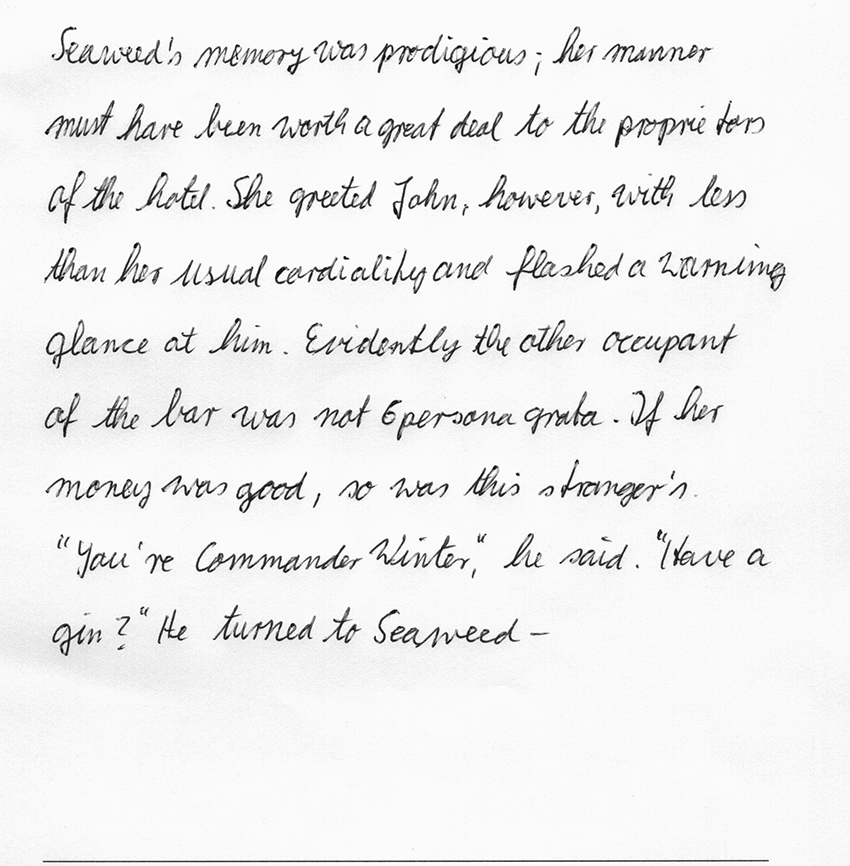 Seaweed's memory was prodigious; her manner
must have been worth a great deal to the proprietors
of the hotel. She greeted John, however, with less
than her usual cordiality and flashed a warning
glance at him. Evidently the other occupant
of the bar was not persona grata. If her
money was good, so was this stranger's.
"You're Commander Winter," he said. "Have a
gin?" He turned to Seaweed –